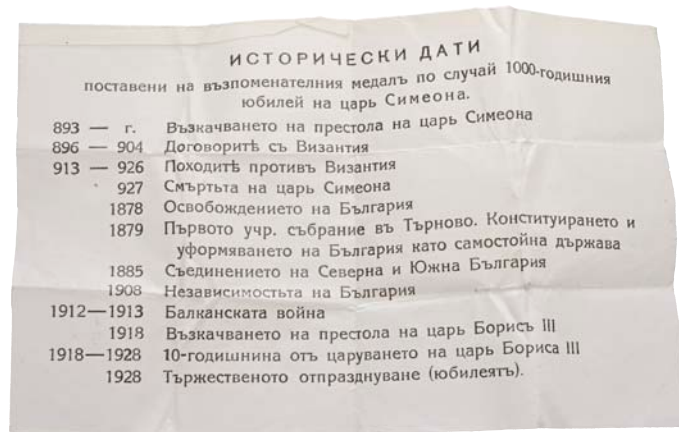 ИСТОРИЧЕСКИ ДАТИ
поставени на възпоменателния медалъ по случай 1000-годишния
юбилей на царь Симеона.
893 — г. Възкачването на престола на царь Симеона
896 — 904 Договоритѣ съ Византия
913 — 926 Походитѣ противъ Византия
927 Смъртьта на царь Симеона
1878 Освобождението на България
1879 Първото учр. събрание въ Търново. Конституирането и
уформяването на България като самостойна държава
1885 Съединението на Северна и Южна България
1908 Независимостьта на България
1912—1913 Балканската война
1918 Възкачването на престола на царь Борисъ III
1918—1928 10-годишнина отъ царуването на царь Бориса III
1928 Тържественото отпразднуване (юбилеятъ).